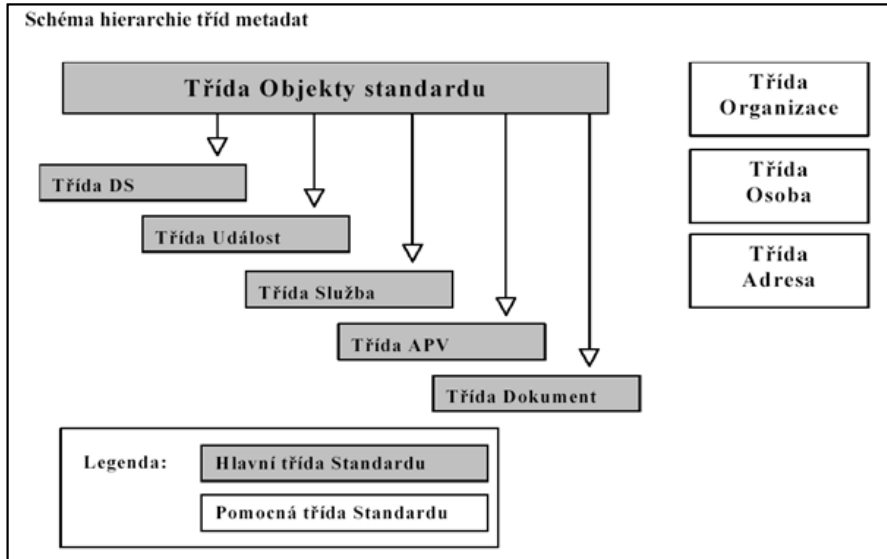 Schéma hierarchie tříd metadat
Třída Objekty standardu
Třída DS
Třída Událost
Třída Služba
Třída APV
Třída Dokument
Třída
Organizace
Třída
Osoba
Třída
Adresa
Legenda:
Hlavní třída Standardu
Pomocná třída Standardu